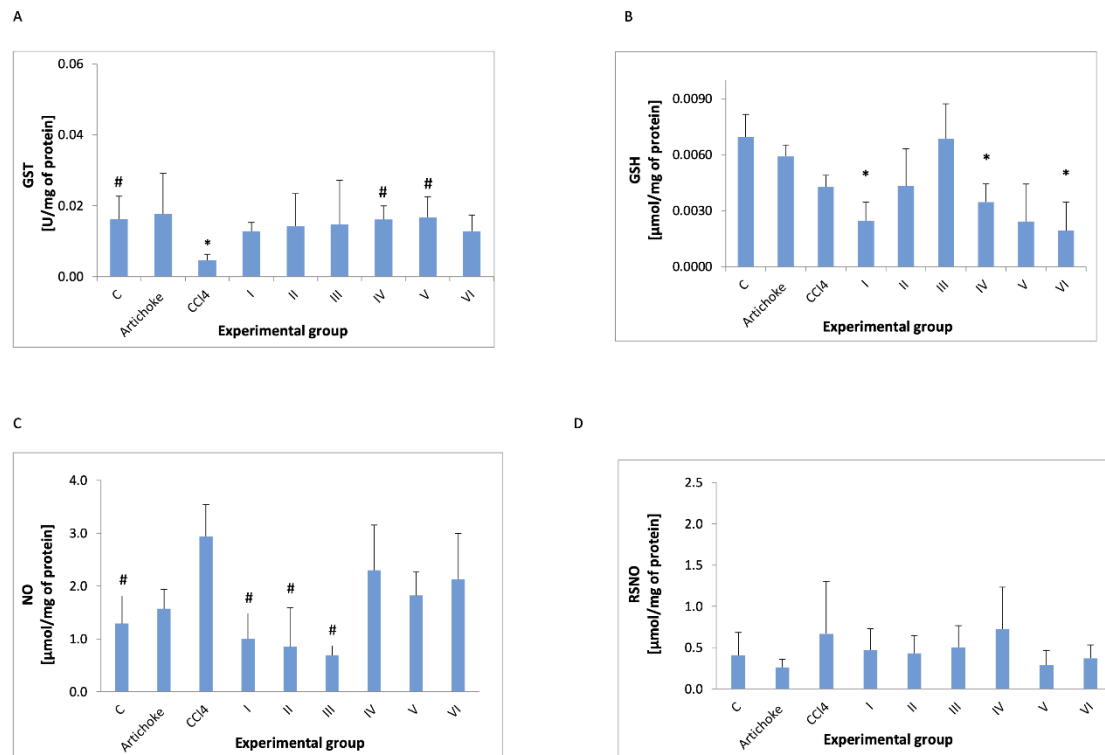 A
0.06
0.04
0.02
0.00
GST
[U/mg of protein]
#
*
#
#
C
Artichoke
CCl4
I
II
III
IV
V
VI
Experimental group
B
0.0090
0.0060
0.0030
0.0000
GSH
[μmol/mg of protein]
*
*
*
C
Artichoke
CCl4
I
II
III
IV
V
VI
Experimental group
C
4.0
3.0
2.0
1.0
0.0
NO
[μmol/mg of protein]
#
#
#
#
C
Artichoke
CCl4
I
II
III
IV
V
VI
Experimental group
D
2.5
2.0
1.5
1.0
0.5
0.0
RSNO
[μmol/mg of protein]
C
Artichoke
CCl4
I
II
III
IV
V
VI
Experimental group